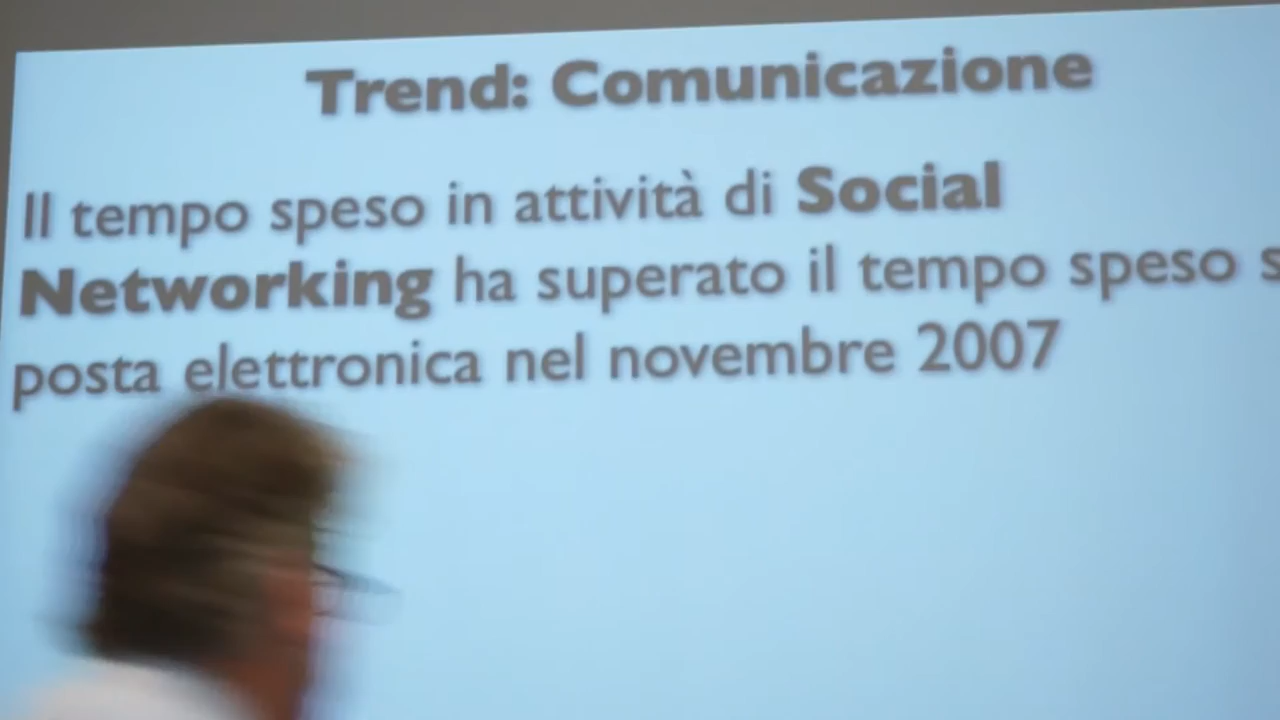 Trend: Comunicazione
Il tempo speso in attività di Social
Networking ha superato il tempo speso s
posta elettronica nel novembre 2007